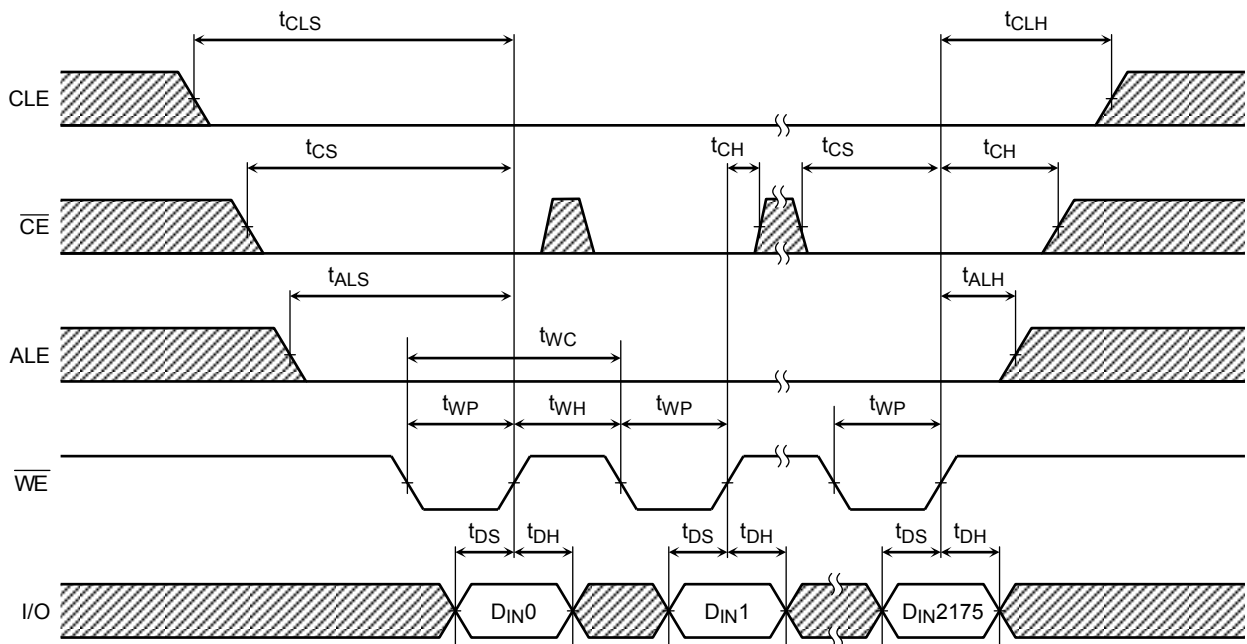 tCLS tCLH
CLE
tCS tCH tCS tCH
CE
tALS tALH
ALE
tWC
tWP tWH tWP tWP
WE
tDS tDH tDS tDH tDS tDH
I/O DIN0 DIN1 DIN2175